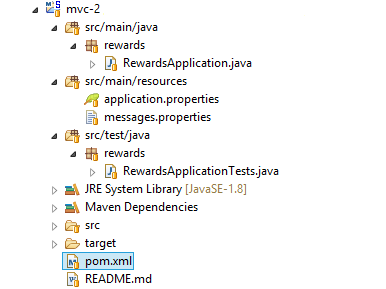 mvc-2
src/main/java
rewards
RewardsApplication.java
src/main/resources
application.properties
messages.properties
src/test/java
rewards
RewardsApplicationTests.java
JRE System Library [JavaSE-1.8]
Maven Dependencies
src
target
pom.xml
README.md